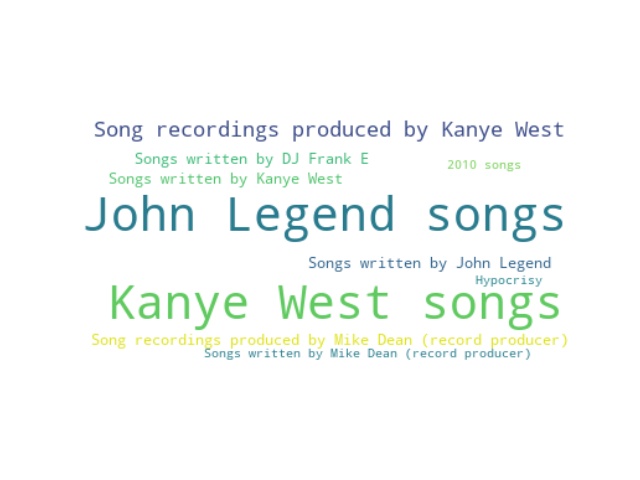 Song recordings produced by Kanye West
Songs written by DJ Frank E
2010 songs
Songs written by Kanye West
John Legend songs
Songs written by John Legend
Hypocrisy
Kanye West songs
Song recordings produced by Mike Dean (record producer)
Songs written by Mike Dean (record producer)